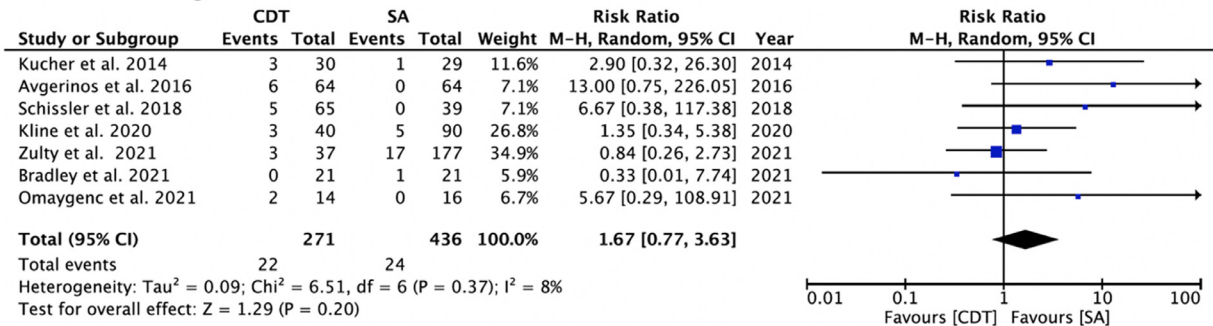 CDT SA Risk Ratio Risk Ratio
Study or Subgroup Events Total Events Total Weight M-H, Random, 95% CI Year M-H, Random, 95% CI
Kucher et al. 2014 3 30 1 29 11.6% 2.90 [0.32, 26.30] 2014
Avgerinos et al. 2016 6 64 0 64 7.1% 13.00 [0.75, 226.05] 2016
Schissler et al. 2018 5 65 0 39 7.1% 6.67 [0.38, 117.38] 2018
Kline et al. 2020 3 40 5 90 26.8% 1.35 [0.34, 5.38] 2020
Zulty et al. 2021 3 37 17 177 34.9% 0.84 [0.26, 2.73] 2021
Bradley et al. 2021 0 21 1 21 5.9% 0.33 [0.01, 7.74] 2021
Omaygenc et al. 2021 2 14 0 16 6.7% 5.67 [0.29, 108.91] 2021
Total (95% CI) 271 436 100.0% 1.67 [0.77, 3.63]
Total events 22 24
Heterogeneity: Tau² = 0.09; Chi² = 6.51, df = 6 (P = 0.37); I² = 8%
Test for overall effect: Z = 1.29 (P = 0.20)
0.01 0.1 1 10 100
Favours [CDT] Favours [SA]